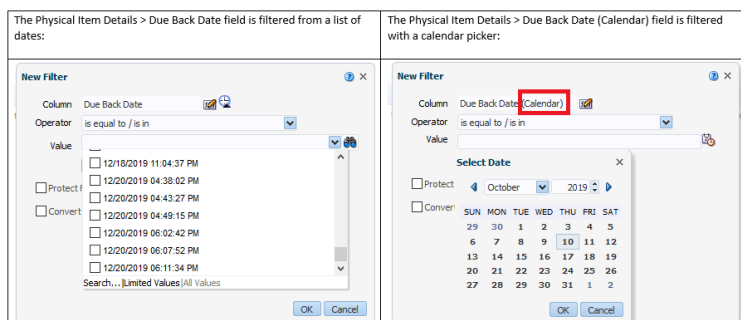 The Physical Item Details > Due Back Date field is filtered from a list of
dates:
The Physical Item Details > Due Back Date (Calendar) field is filtered
with a calendar picker:
New Filter
Column Due Back Date
Operator is equal to / is in
Value
12/18/2019 11:04:37 PM
12/20/2019 04:38:02 PM
12/20/2019 04:43:27 PM
12/20/2019 04:49:15 PM
12/20/2019 06:02:42 PM
12/20/2019 06:07:52 PM
12/20/2019 06:11:34 PM
Protect F
Convert
Search...|Limited Values|All Values
OK Cancel
New Filter
Column Due Back Date (Calendar)
Operator is equal to / is in
Value
Select Date
Protect
Convert
October 2019
SUN MON TUE WED THU FRI SAT
29 30 1 2 3 4 5
6 7 8 9 10 11 12
13 14 15 16 17 18 19
20 21 22 23 24 25 26
27 28 29 30 31 1 2
OK Cancel